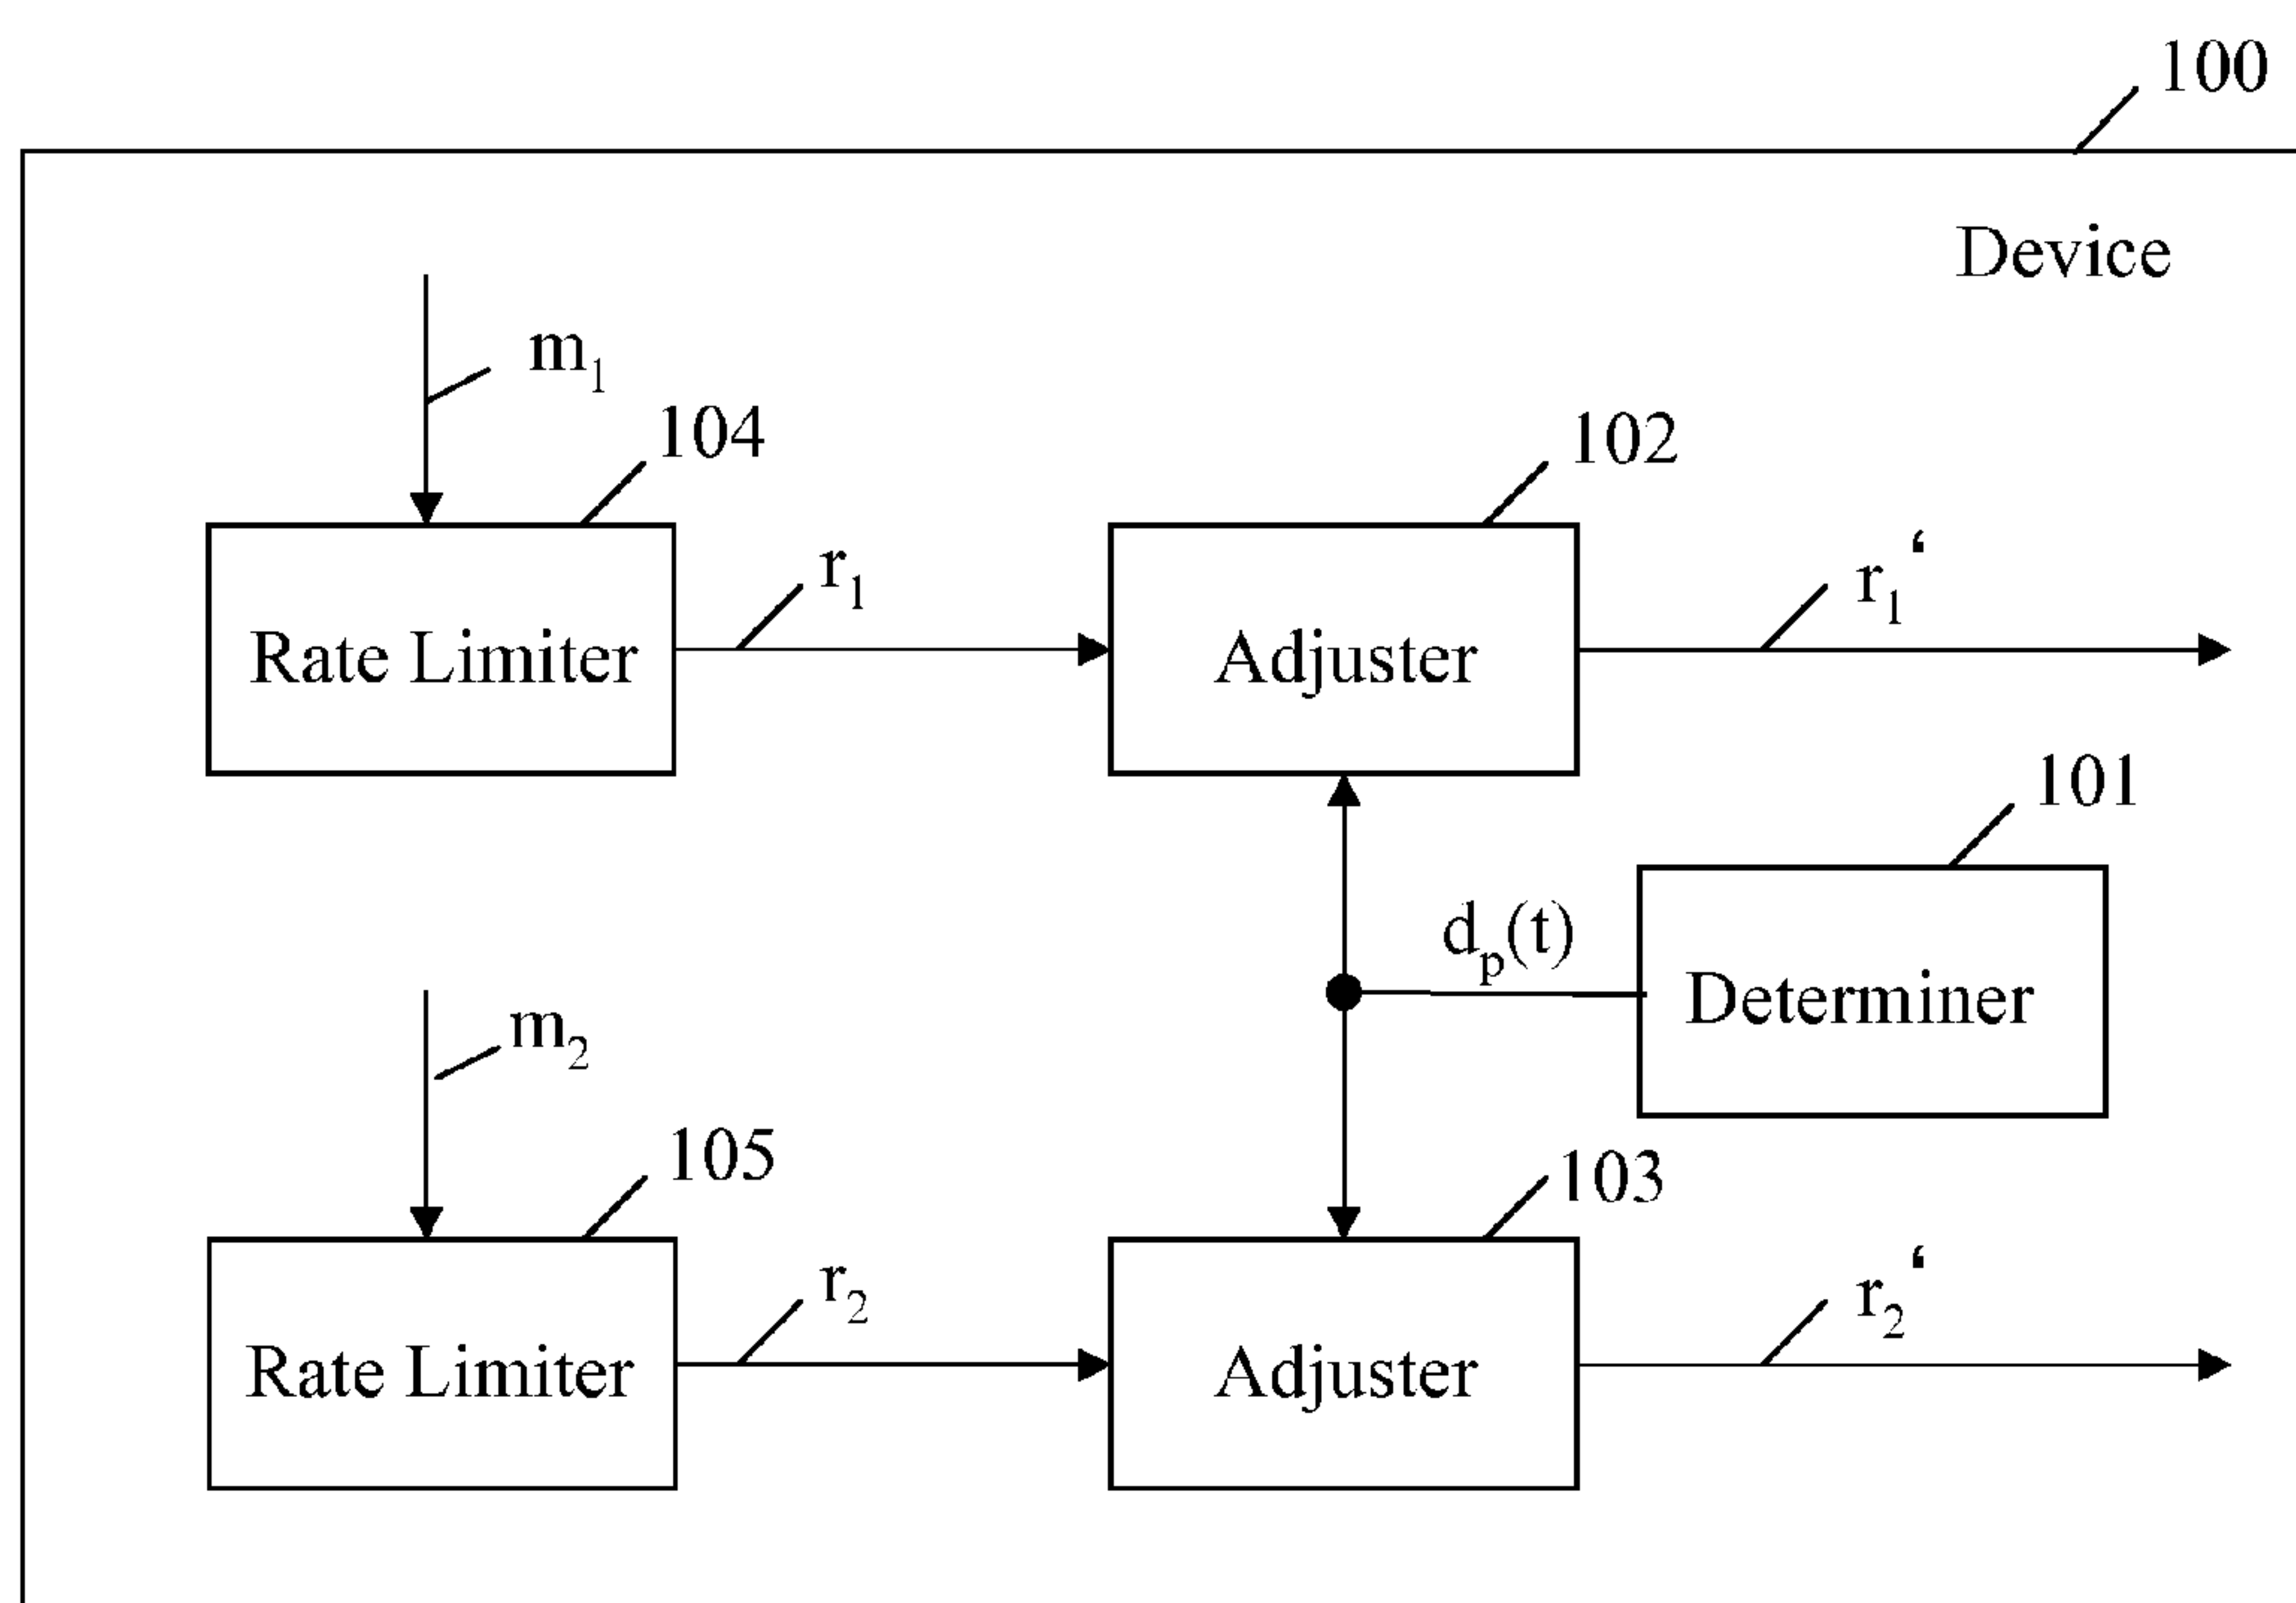 100
Device
m₁
104
102
r₁
r₁‘
Rate Limiter
Adjuster
101
dₚ(t)
Determiner
m₂
105
103
r₂
r₂‘
Rate Limiter
Adjuster